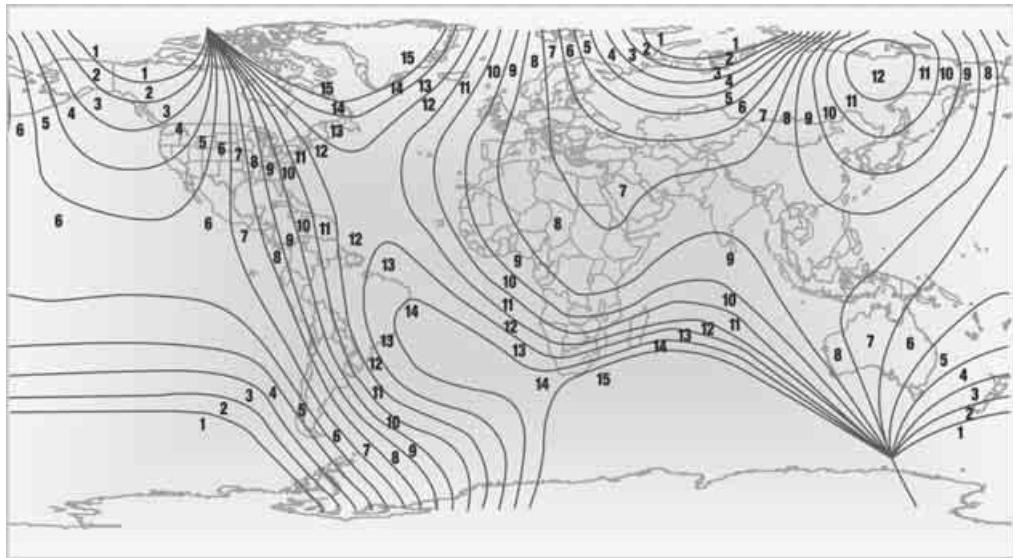 1 15 1 1 12
2 1 2 15 13 11 10 9 8 7 6 5 4 3 2 2 12 11 10 9 8
3 2 14 12 3
4 3 14 4
5 4 13 5 11
6 5 6 7 8 9 10 11 12 6 7 8 9 10
6 6 7 8 9 10 11 12 8 7
13 9 9
14 10 10
11 12 11
13 12 13 8 7 6
12 13 14 5
3 4 14 15 4
2 5 11 3
1 6 10 2
7 8 9 1